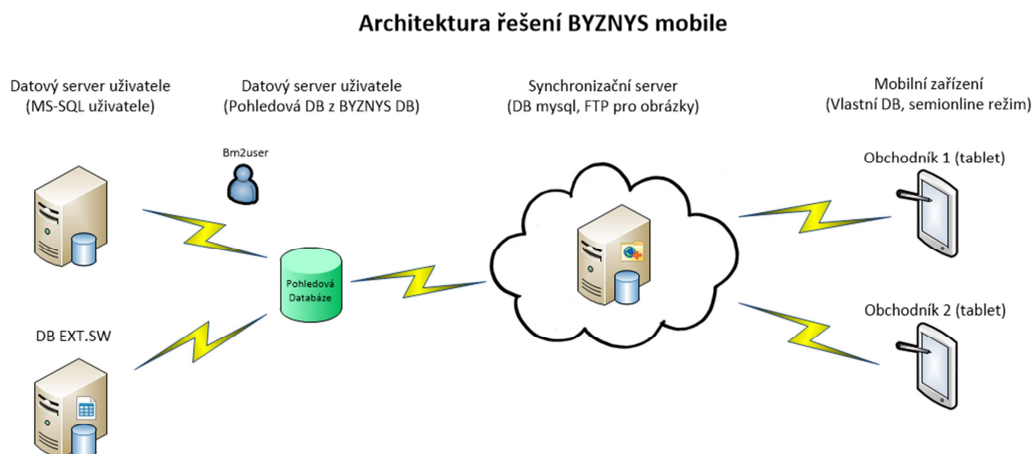 Architektura řešení BYZNYS mobile
Datový server uživatele
(MS-SQL uživatele)
Datový server uživatele
(Pohledová DB z BYZNYS DB)
Synchronizační server
(DB mysql, FTP pro obrázky)
Mobilní zařízení
(Vlastní DB, semionline režim)
Bm2user
Obchodník 1 (tablet)
Pohledová
Databáze
Obchodník 2 (tablet)
DB EXT.SW